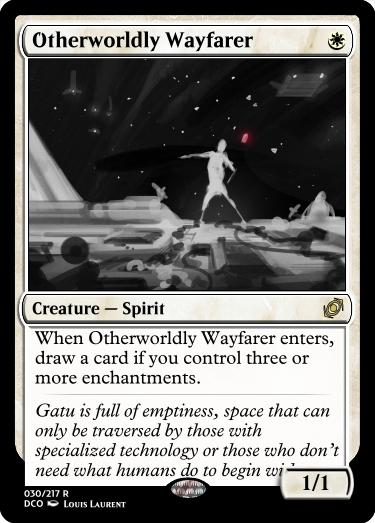 Otherworldly Wayfarer
Creature — Spirit
When Otherworldly Wayfarer enters,
draw a card if you control three or
more enchantments.
Gatu is full of emptiness, space that can
only be traversed by those with
specialized technology or those who don't
need what humans do to begin
1/1
030/217 R
DCO Louis Laurent